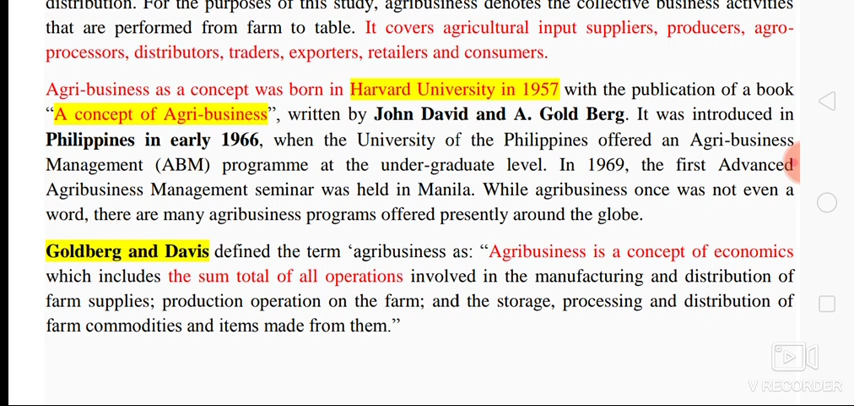 distribution. For the purposes of this study, agribusiness denotes the collective business activities
that are performed from farm to table. It covers agricultural input suppliers, producers, agro-
processors, distributors, traders, exporters, retailers and consumers.
Agri-business as a concept was born in Harvard University in 1957 with the publication of a book
“A concept of Agri-business”, written by John David and A. Gold Berg. It was introduced in
Philippines in early 1966, when the University of the Philippines offered an Agri-business
Management (ABM) programme at the under-graduate level. In 1969, the first Advanced
Agribusiness Management seminar was held in Manila. While agribusiness once was not even a
word, there are many agribusiness programs offered presently around the globe.
Goldberg and Davis defined the term ‘agribusiness as: “Agribusiness is a concept of economics
which includes the sum total of all operations involved in the manufacturing and distribution of
farm supplies; production operation on the farm; and the storage, processing and distribution of
farm commodities and items made from them.”
V RECORDER